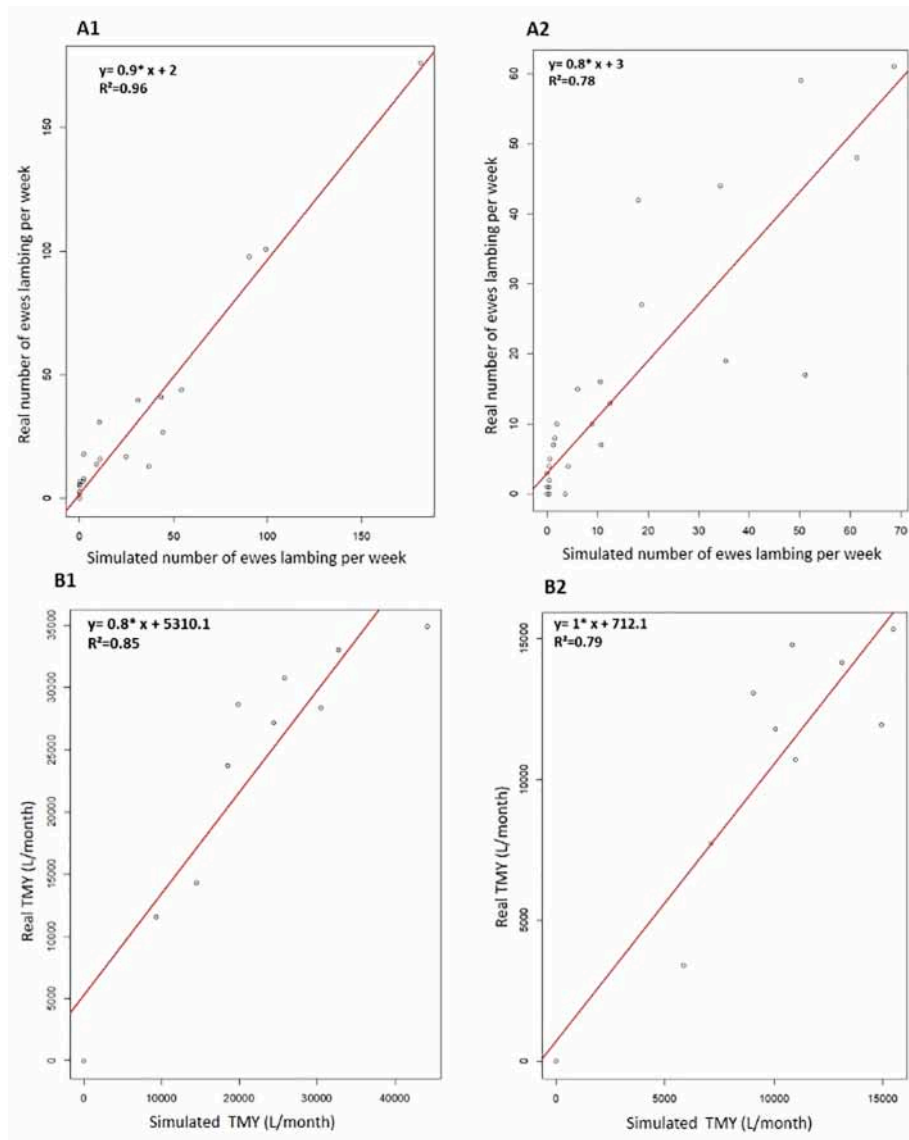 A1
y= 0.9* x + 2
R²=0.96
Real number of ewes lambing per week
0
50
100
150
0
50
100
150
Simulated number of ewes lambing per week
A2
y= 0.8* x + 3
R²=0.78
Real number of ewes lambing per week
0
10
20
30
40
50
60
0
10
20
30
40
50
60
70
Simulated number of ewes lambing per week
B1
y= 0.8* x + 5310.1
R²=0.85
Real TMY (L/month)
0
5000
10000
15000
20000
25000
30000
35000
0
10000
20000
30000
40000
Simulated TMY (L/month)
B2
y= 1* x + 712.1
R²=0.79
Real TMY (L/month)
0
5000
10000
15000
0
5000
10000
15000
Simulated TMY (L/month)